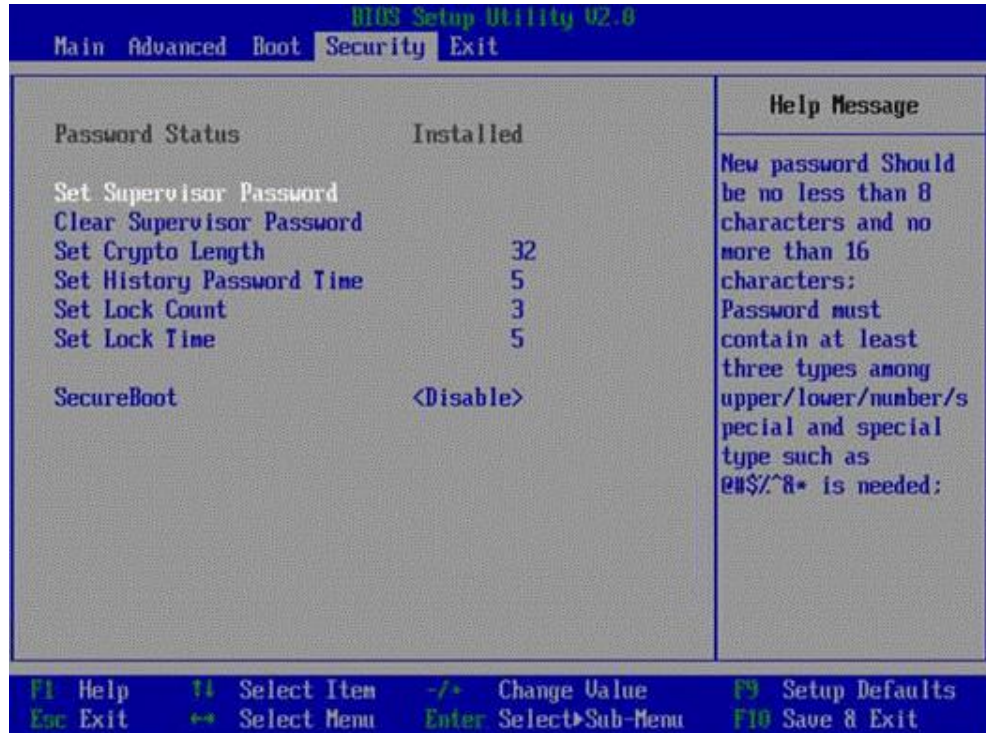 BIOS Setup Utility V2.0
Main Advanced Boot Security Exit
Password Status Installed
Set Supervisor Password
Clear Supervisor Password
Set Crypto Length 32
Set History Password Time 5
Set Lock Count 3
Set Lock Time 5
SecureBoot <Disable>
Help Message
New password Should
be no less than 8
characters and no
more than 16
characters;
Password must
contain at least
three types among
upper/lower/number/s
pecial and special
type such as
@#$%^&* is needed;
F1 Help ↑↓ Select Item -/+ Change Value F9 Setup Defaults
Esc Exit ↔ Select Menu Enter Select▶Sub-Menu F10 Save & Exit